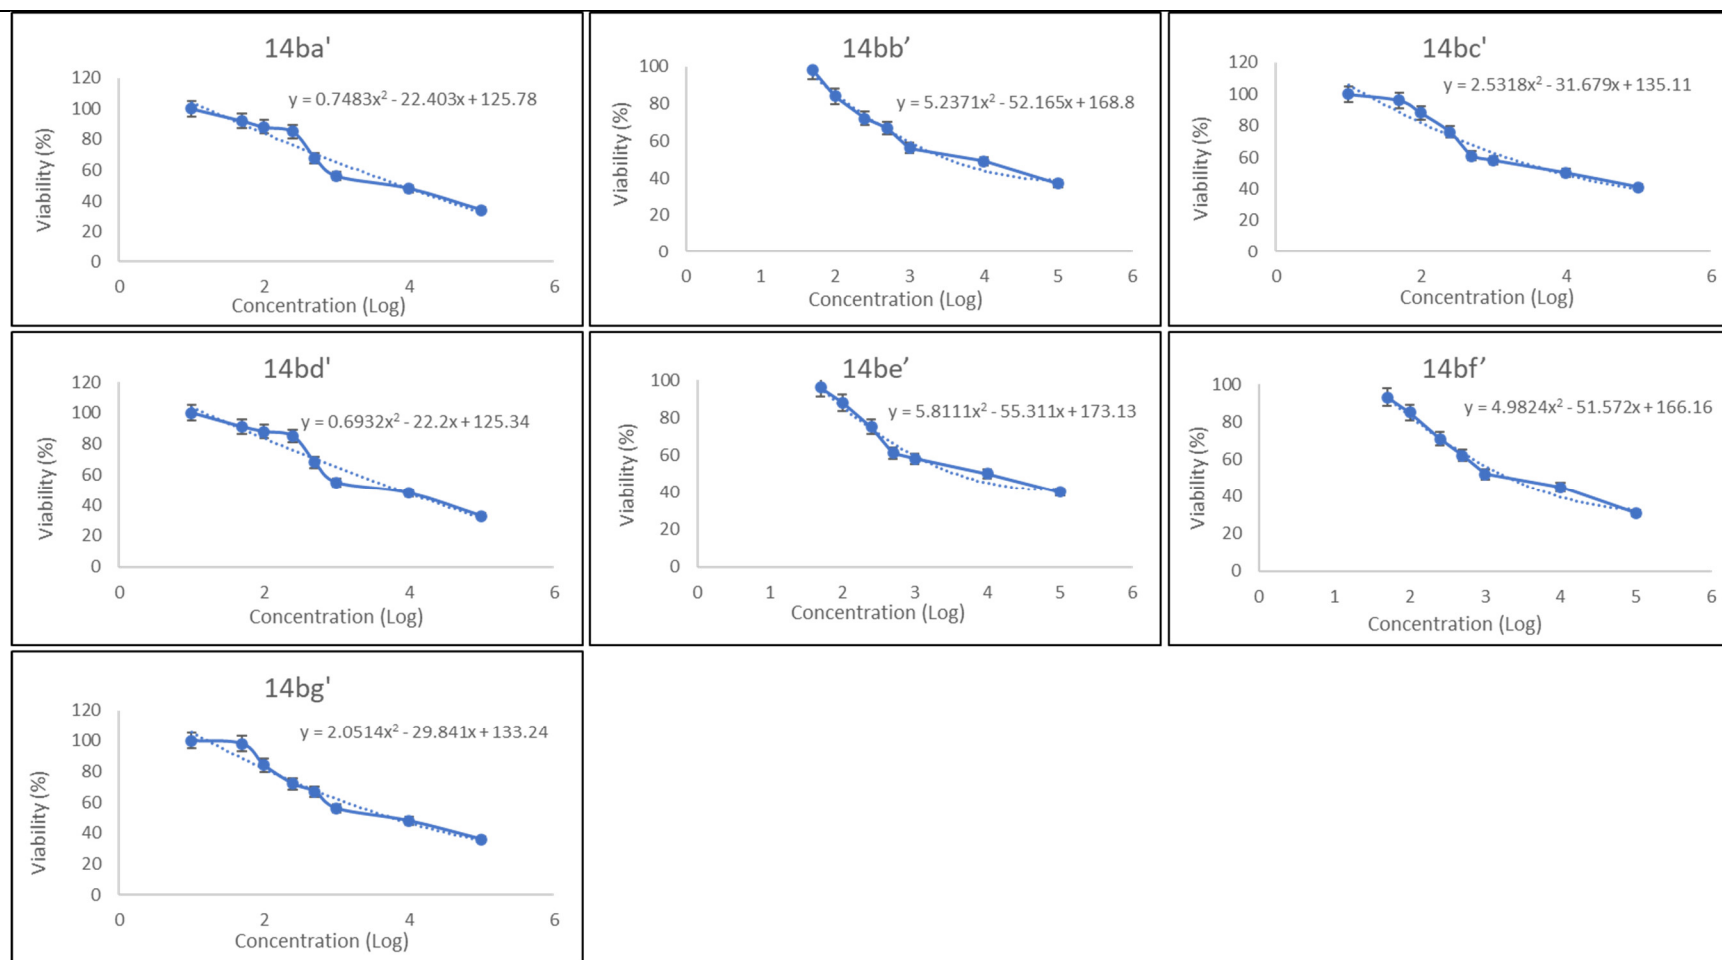 14ba'
120
100
80
60
40
20
0
Viability (%)
y = 0.7483x² - 22.403x + 125.78
0 2 4 6
Concentration (Log)
14bb’
100
80
60
40
20
0
Viability (%)
y = 5.2371x² - 52.165x + 168.8
0 1 2 3 4 5 6
Concentration (Log)
14bc'
120
100
80
60
40
20
0
Viability (%)
y = 2.5318x² - 31.679x + 135.11
0 2 4 6
Concentration (Log)
14bd'
120
100
80
60
40
20
0
Viability (%)
y = 0.6932x² - 22.2x + 125.34
0 2 4 6
Concentration (Log)
14be’
100
80
60
40
20
0
Viability (%)
y = 5.8111x² - 55.311x + 173.13
0 1 2 3 4 5 6
Concentration (Log)
14bf’
100
80
60
40
20
0
Viability (%)
y = 4.9824x² - 51.572x + 166.16
0 1 2 3 4 5 6
Concentration (Log)
14bg'
120
100
80
60
40
20
0
Viability (%)
y = 2.0514x² - 29.841x + 133.24
0 2 4 6
Concentration (Log)